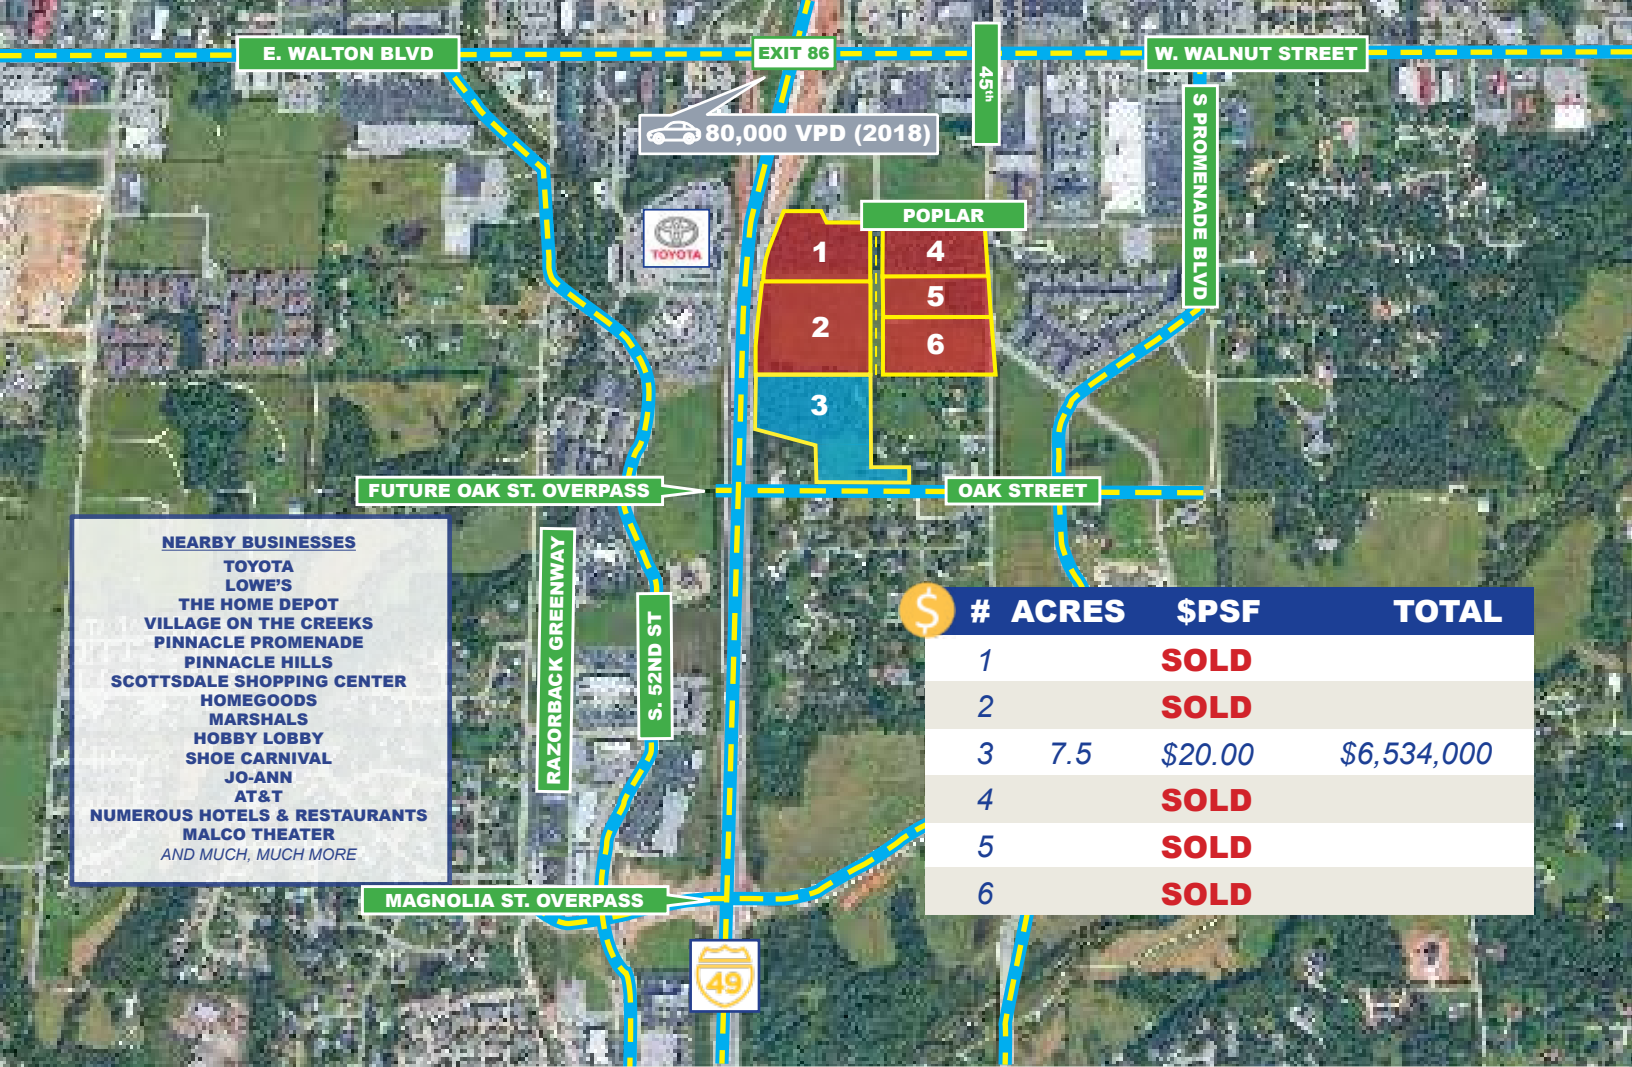 E. WALTON BLVD
EXIT 86
45th
W. WALNUT STREET
80,000 VPD (2018)
S PROMENADE BLVD
TOYOTA
POPLAR
1
4
5
2
6
3
FUTURE OAK ST. OVERPASS
OAK STREET
NEARBY BUSINESSES
TOYOTA
LOWE'S
THE HOME DEPOT
VILLAGE ON THE CREEKS
PINNACLE PROMENADE
PINNACLE HILLS
SCOTTSDALE SHOPPING CENTER
HOMEGOODS
MARSHALS
HOBBY LOBBY
SHOE CARNIVAL
JO-ANN
AT&T
NUMEROUS HOTELS & RESTAURANTS
MALCO THEATER
AND MUCH, MUCH MORE
RAZORBACK GREENWAY
S. 52ND ST
$ # ACRES $PSF TOTAL
1 SOLD
2 SOLD
3 7.5 $20.00 $6,534,000
4 SOLD
5 SOLD
6 SOLD
MAGNOLIA ST. OVERPASS
49